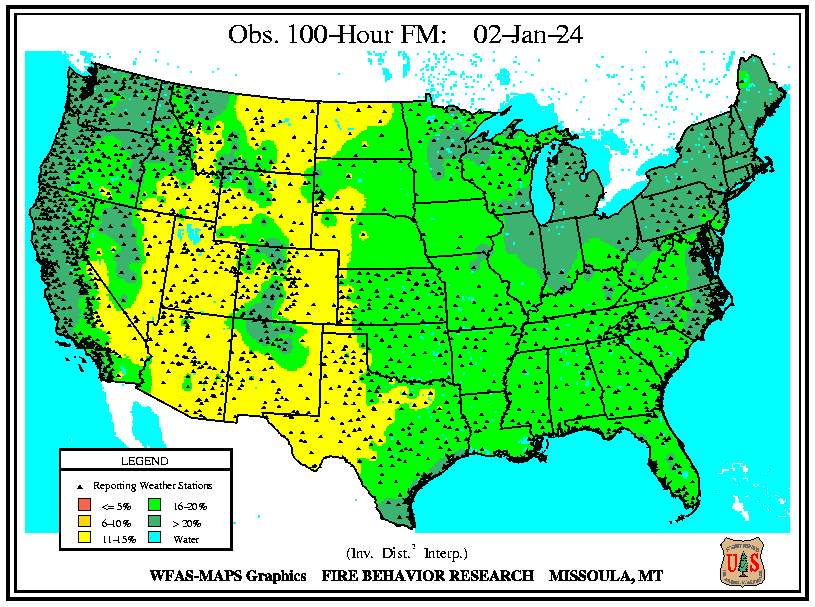 Obs. 100-Hour FM: 02-Jan-24
LEGEND
Reporting Weather Stations
<= 5% 16-20%
6-10% > 20%
11-15% Water
(Inv. Dist.² Interp.)
WFAS-MAPS Graphics FIRE BEHAVIOR RESEARCH MISSOULA, MT
U S